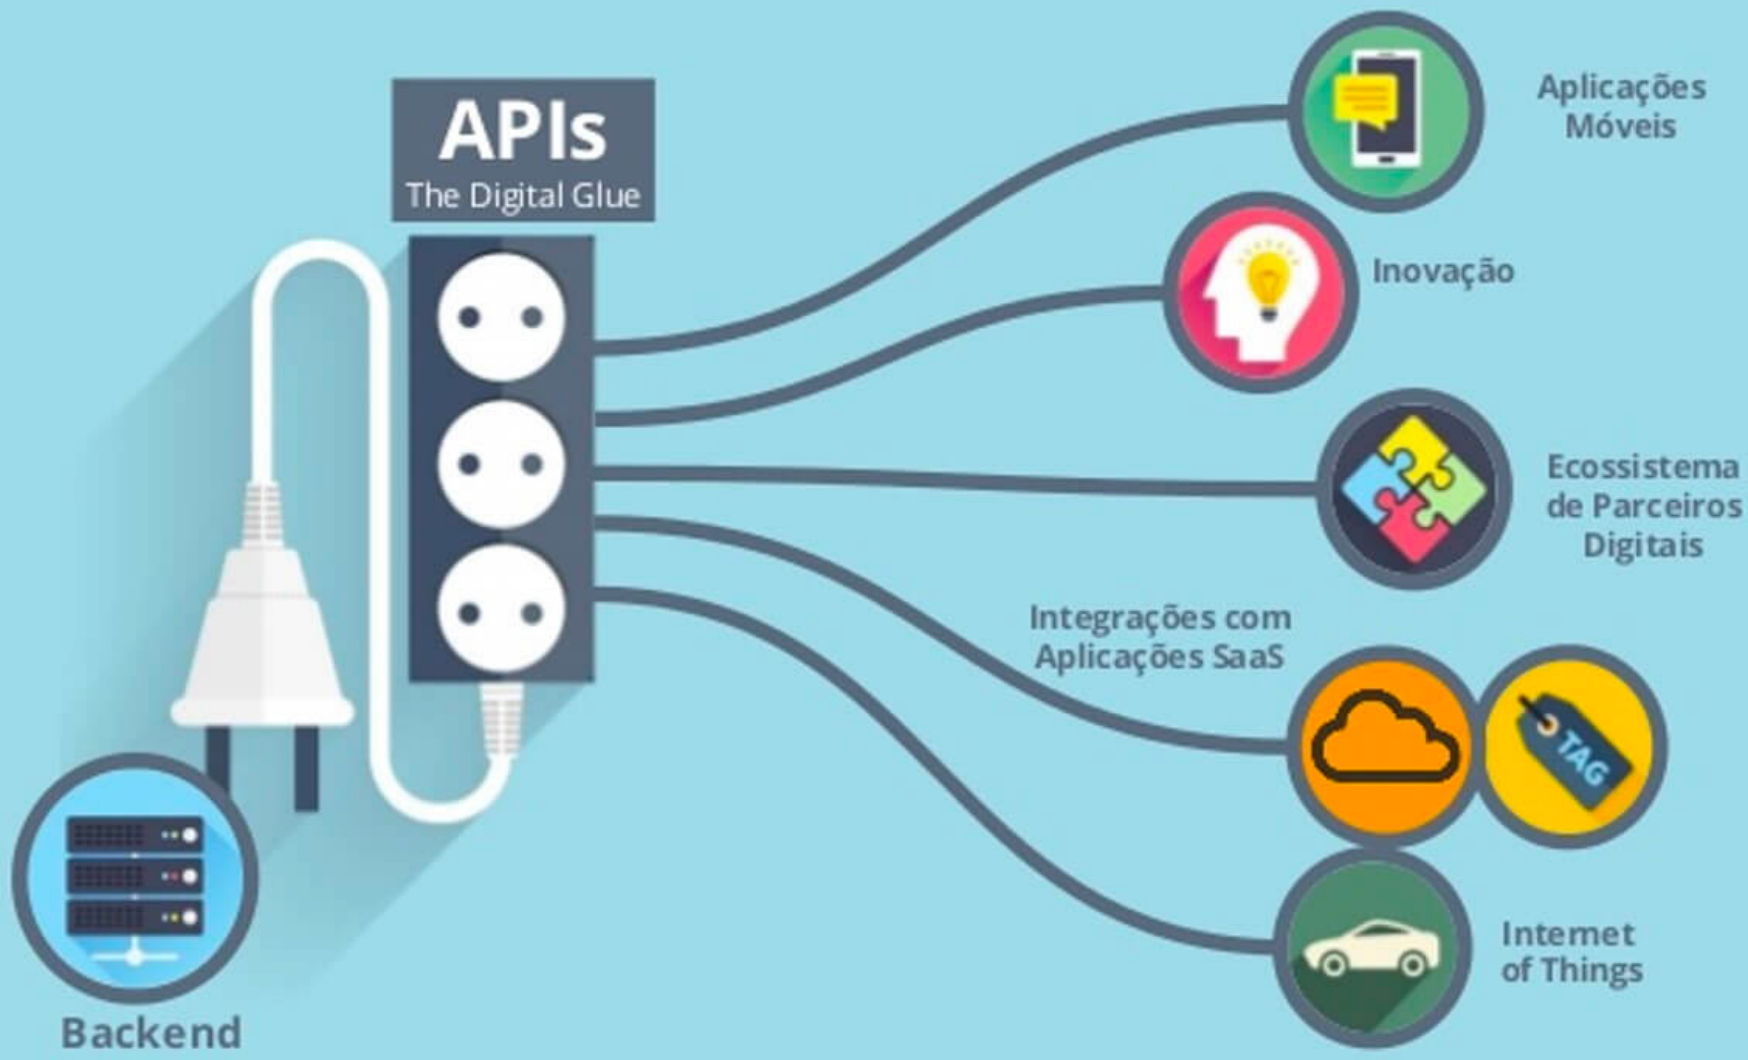 APIs
The Digital Glue
Aplicações
Móveis
Inovação
Ecossistema
de Parceiros
Digitais
Integrações com
Aplicações SaaS
TAG
Internet
of Things
Backend